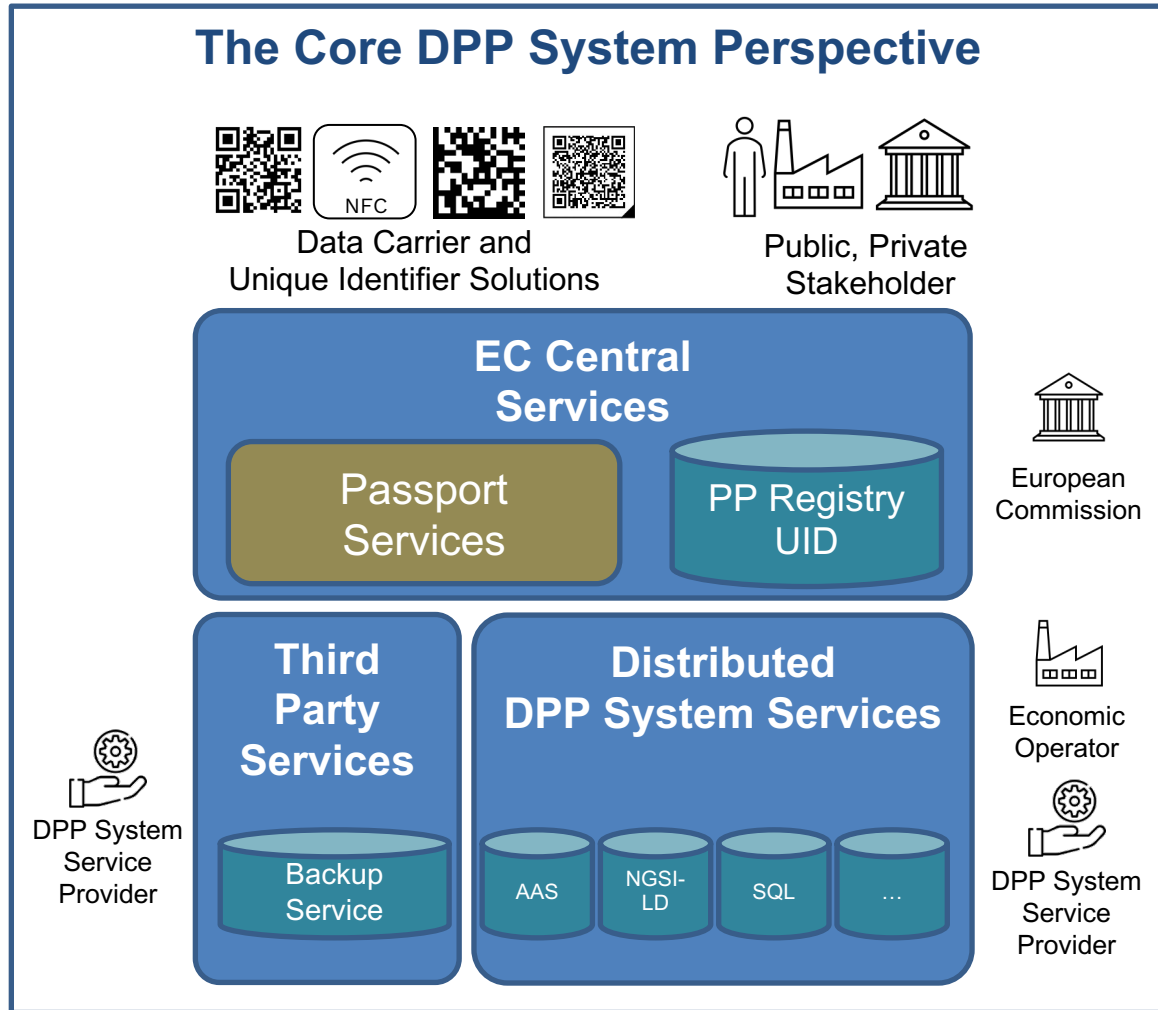 The Core DPP System Perspective
NFC
Data Carrier and
Unique Identifier Solutions
Public, Private
Stakeholder
EC Central
Services
Passport
Services
PP Registry
UID
European
Commission
Third
Party
Services
Distributed
DPP System Services
Economic
Operator
DPP System
Service
Provider
Backup
Service
AAS
NGSI-
LD
SQL
...
DPP System
Service
Provider